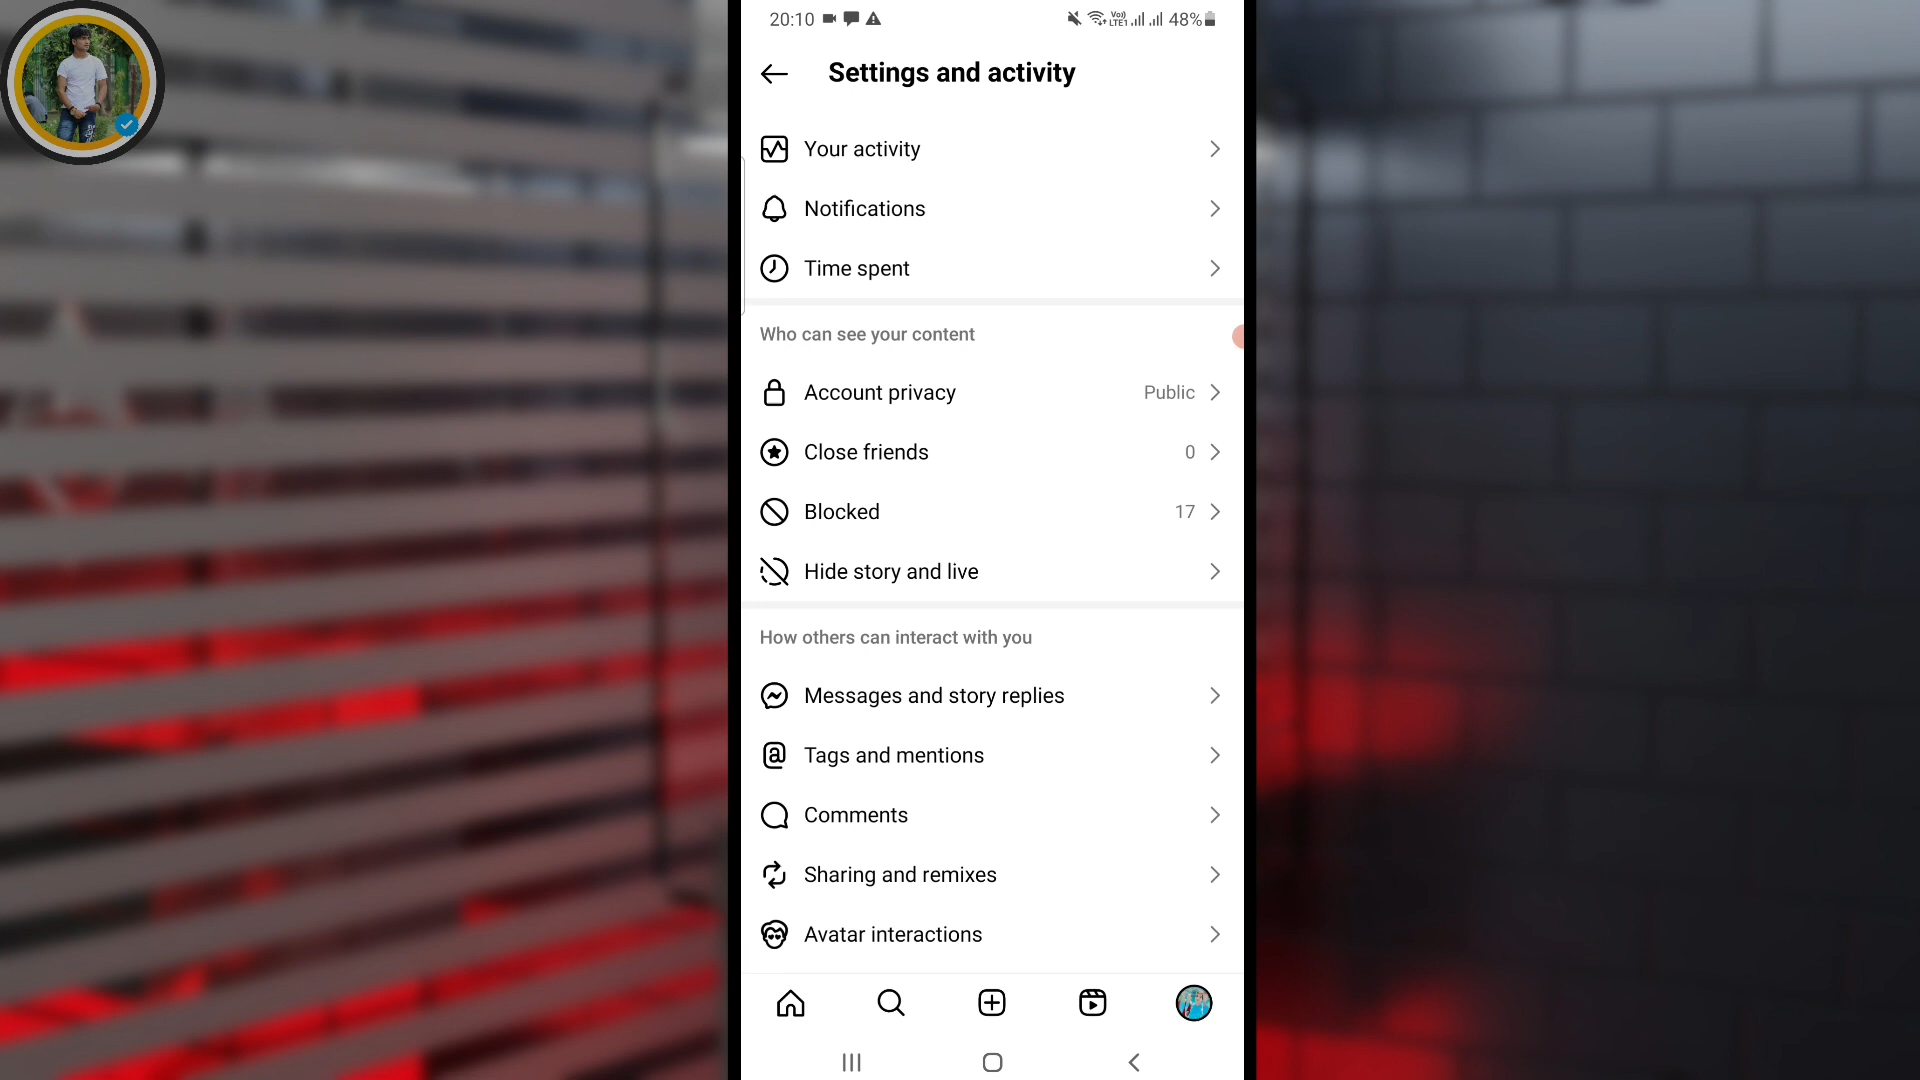 20:10 Vo) LTE1 48%
Settings and activity
Your activity
Notifications
Time spent
Who can see your content
Account privacy Public
Close friends 0
Blocked 17
Hide story and live
How others can interact with you
Messages and story replies
Tags and mentions
Comments
Sharing and remixes
Avatar interactions